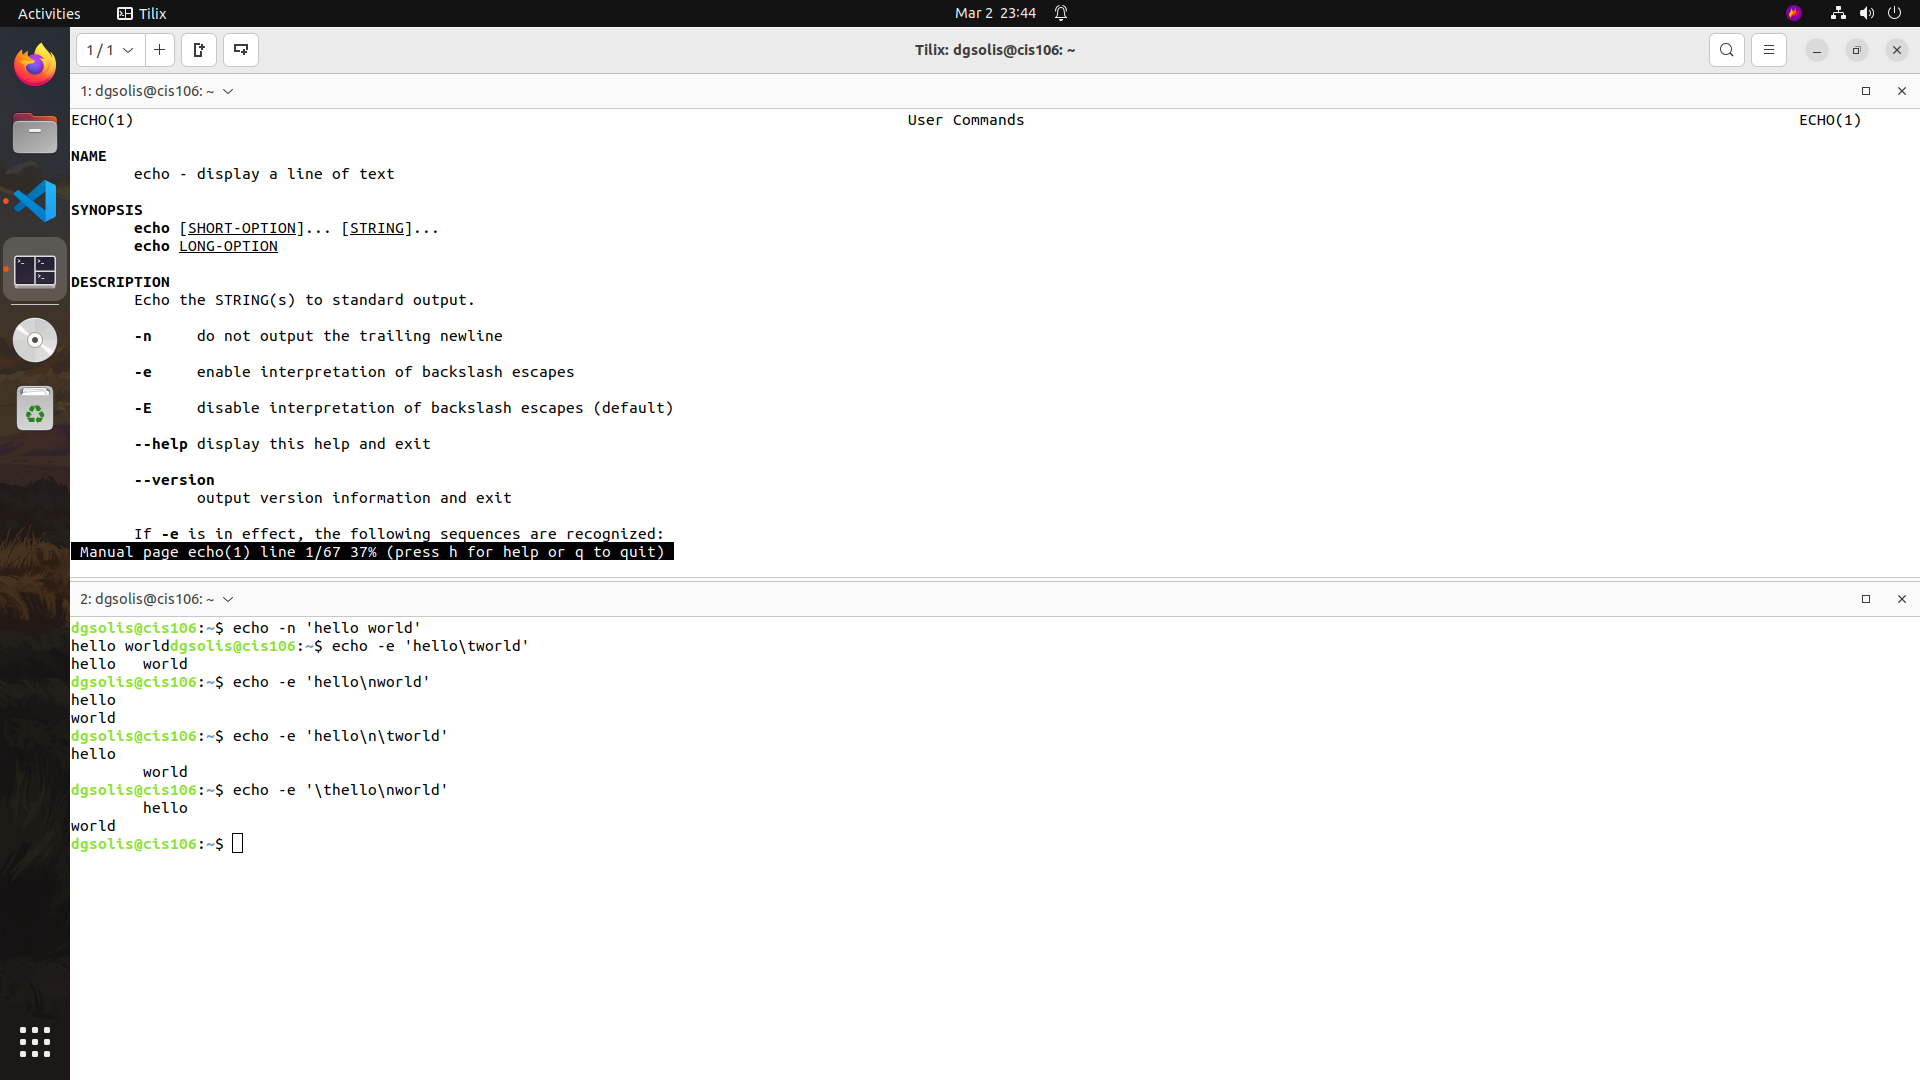 Activities Tilix Mar 2 23:44
1 / 1 Tilix: dgsolis@cis106: ~
1: dgsolis@cis106: ~
ECHO(1) User Commands ECHO(1)
NAME
echo - display a line of text
SYNOPSIS
echo [SHORT-OPTION]... [STRING]...
echo LONG-OPTION
DESCRIPTION
Echo the STRING(s) to standard output.
-n do not output the trailing newline
-e enable interpretation of backslash escapes
-E disable interpretation of backslash escapes (default)
--help display this help and exit
--version
output version information and exit
If -e is in effect, the following sequences are recognized:
Manual page echo(1) line 1/67 37% (press h for help or q to quit)
2: dgsolis@cis106: ~
dgsolis@cis106:~$ echo -n 'hello world'
hello worlddgsolis@cis106:~$ echo -e 'hello\tworld'
hello   world
dgsolis@cis106:~$ echo -e 'hello\nworld'
hello
world
dgsolis@cis106:~$ echo -e 'hello\n\tworld'
hello
        world
dgsolis@cis106:~$ echo -e '\thello\nworld'
        hello
world
dgsolis@cis106:~$